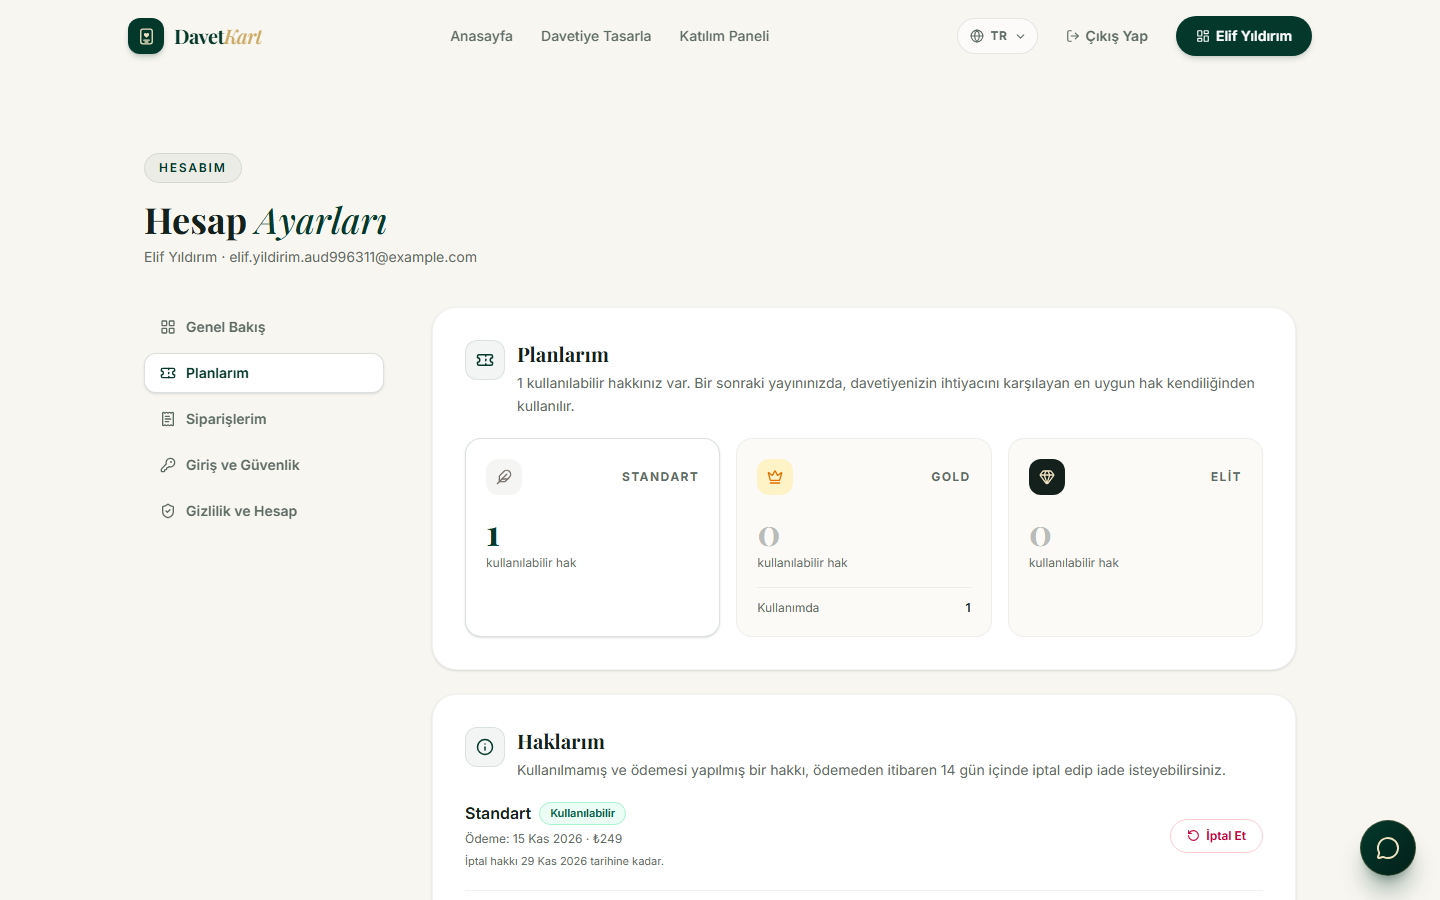 DavetKart
Anasayfa
Davetiye Tasarla
Katılım Paneli
TR
Çıkış Yap
Elif Yıldırım
HESABIM
Hesap Ayarları
Elif Yıldırım · elif.yildirim.aud996311@example.com
Genel Bakış
Planlarım
Siparişlerim
Giriş ve Güvenlik
Gizlilik ve Hesap
Planlarım
1 kullanılabilir hakkınız var. Bir sonraki yayınınızda, davetiyenizin ihtiyacını karşılayan en uygun hak kendiliğinden
kullanılır.
STANDART
1
kullanılabilir hak
GOLD
0
kullanılabilir hak
Kullanımda 1
ELİT
0
kullanılabilir hak
Haklarım
Kullanılmamış ve ödemesi yapılmış bir hakkı, ödemeden itibaren 14 gün içinde iptal edip iade isteyebilirsiniz.
Standart Kullanılabilir
Ödeme: 15 Kas 2026 · ₺249
İptal hakkı 29 Kas 2026 tarihine kadar.
İptal Et